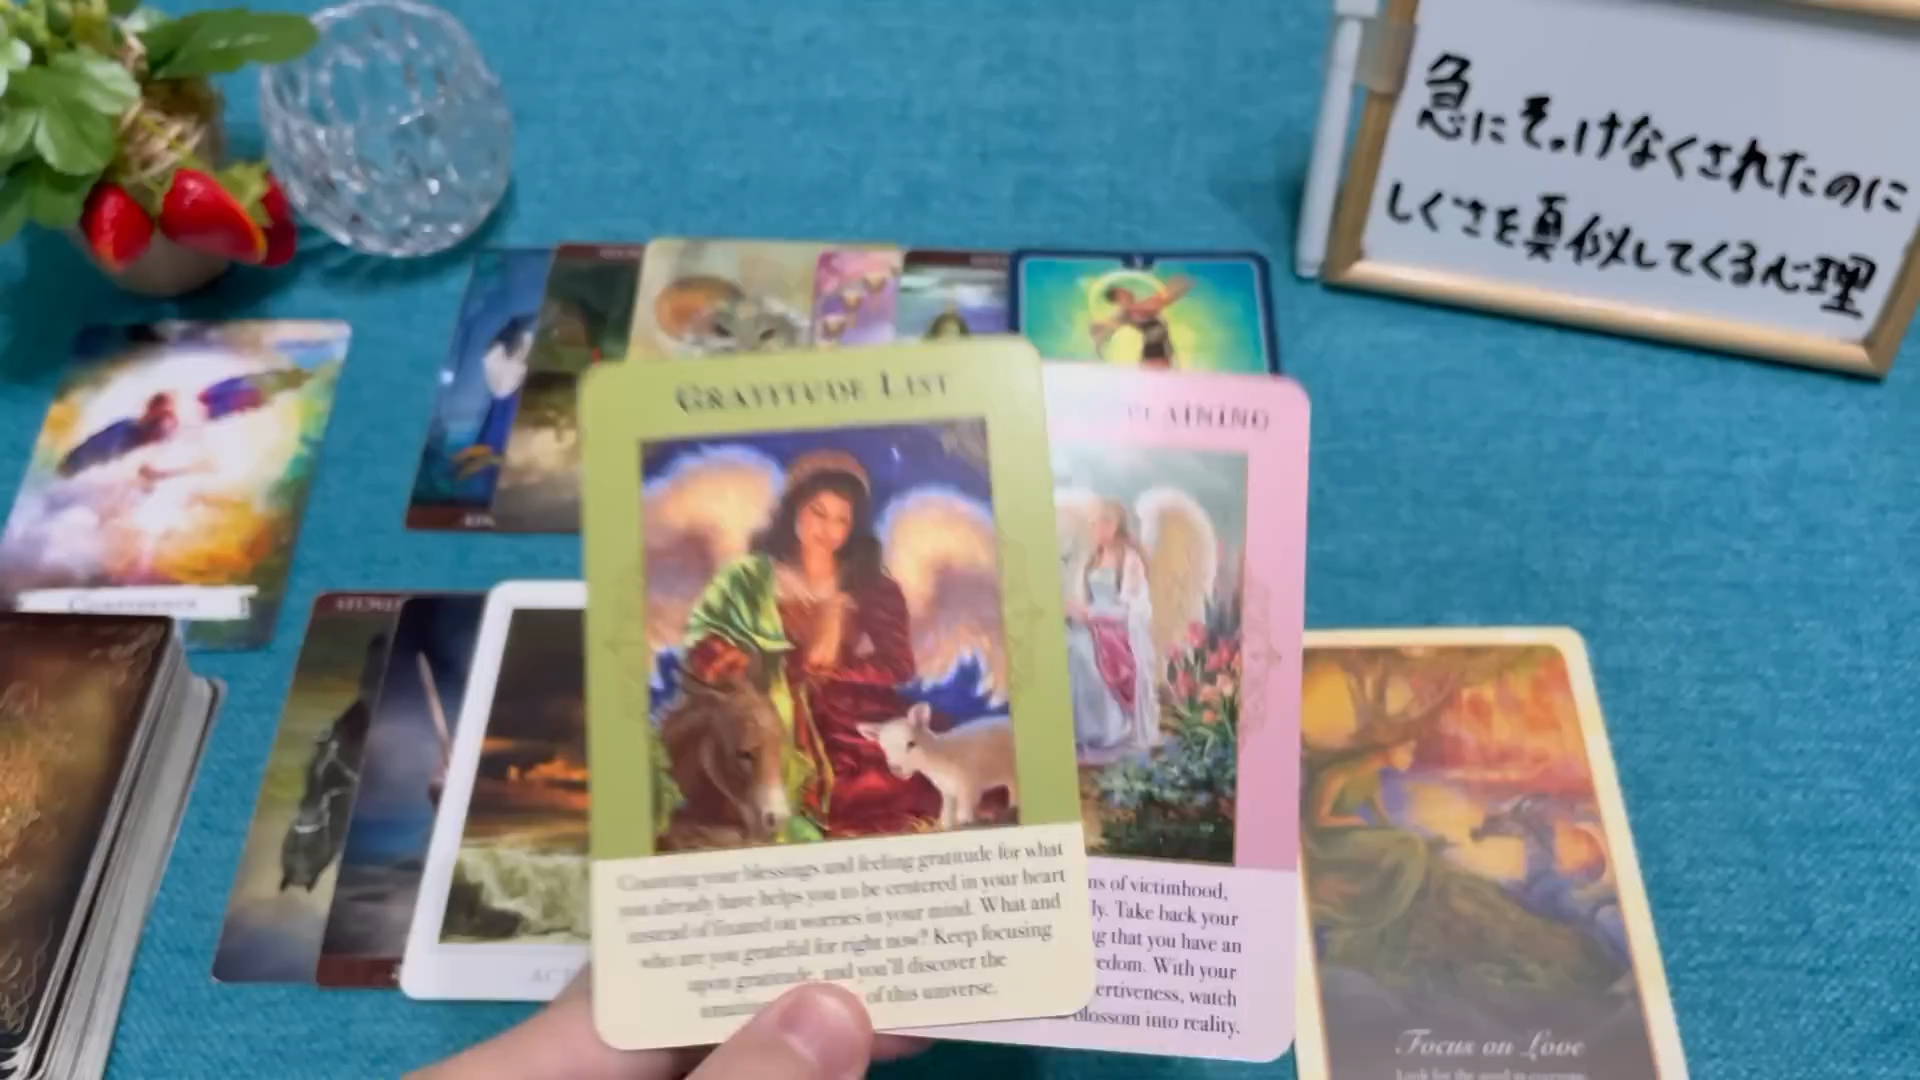 急にそっけなくされたのに
しぐさを真似してくる心理
GRATITUDE LIST
Counting your blessings and feeling gratitude for what
you already have helps you to be centered in your heart
instead of fixated on worries in your mind. What and
who are you grateful for right now? Keep focusing
upon gratitude, and you'll discover the
of this universe.
ns of victimhood,
ly. Take back your
g that you have an
edom. With your
ertiveness, watch
blossom into reality.
Focus on Love